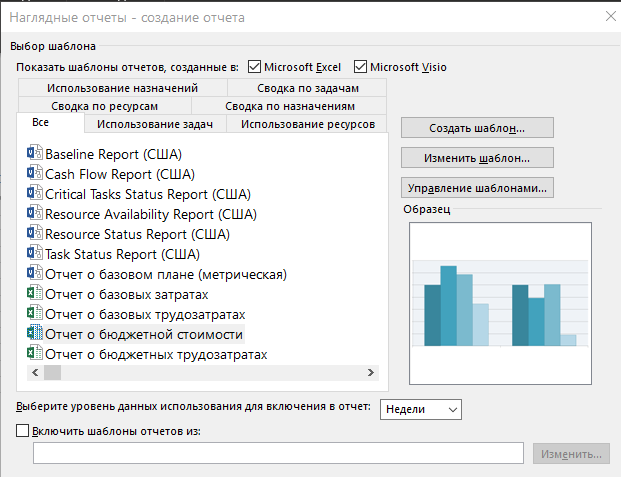 Наглядные отчеты - создание отчета
Выбор шаблона
Показать шаблоны отчетов, созданные в: Microsoft Excel Microsoft Visio
Использование назначений Сводка по задачам
Сводка по ресурсам Сводка по назначениям
Все Использование задач Использование ресурсов
Создать шаблон...
Изменить шаблон...
Управление шаблонами...
Baseline Report (США)
Cash Flow Report (США)
Critical Tasks Status Report (США)
Resource Availability Report (США)
Resource Status Report (США)
Task Status Report (США)
Отчет о базовом плане (метрическая)
Отчет о базовых затратах
Отчет о базовых трудозатратах
Отчет о бюджетной стоимости
Отчет о бюджетных трудозатратах
Образец
Выберите уровень данных использования для включения в отчет: Недели
Включить шаблоны отчетов из:
Изменить...